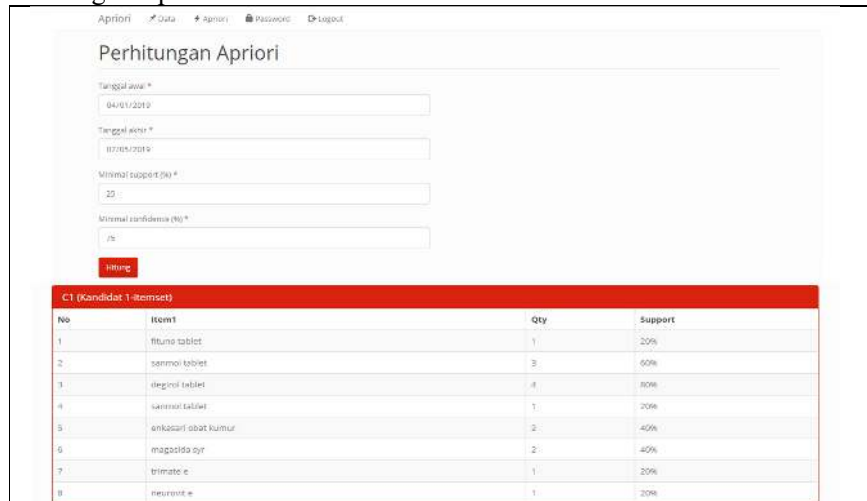 Apriori Data Apriori Password Logout
Perhitungan Apriori
Tanggal awal *
04/01/2019
Tanggal akhir *
07/05/2019
Minimal support (%) *
Minimal confidence (%) *
75
Hitung
C1 (Kandidat 1-Itemset)
No Item1 Qty Support
1 fituno tablet 1 20%
2 sanmol tablet 3 60%
3 degirol tablet 4 80%
4 sanmol tablet 1 20%
5 enkasari obat kumur 2 40%
6 magasida syr 2 40%
7 trimate e 1 20%
8 neurovit e 1 20%